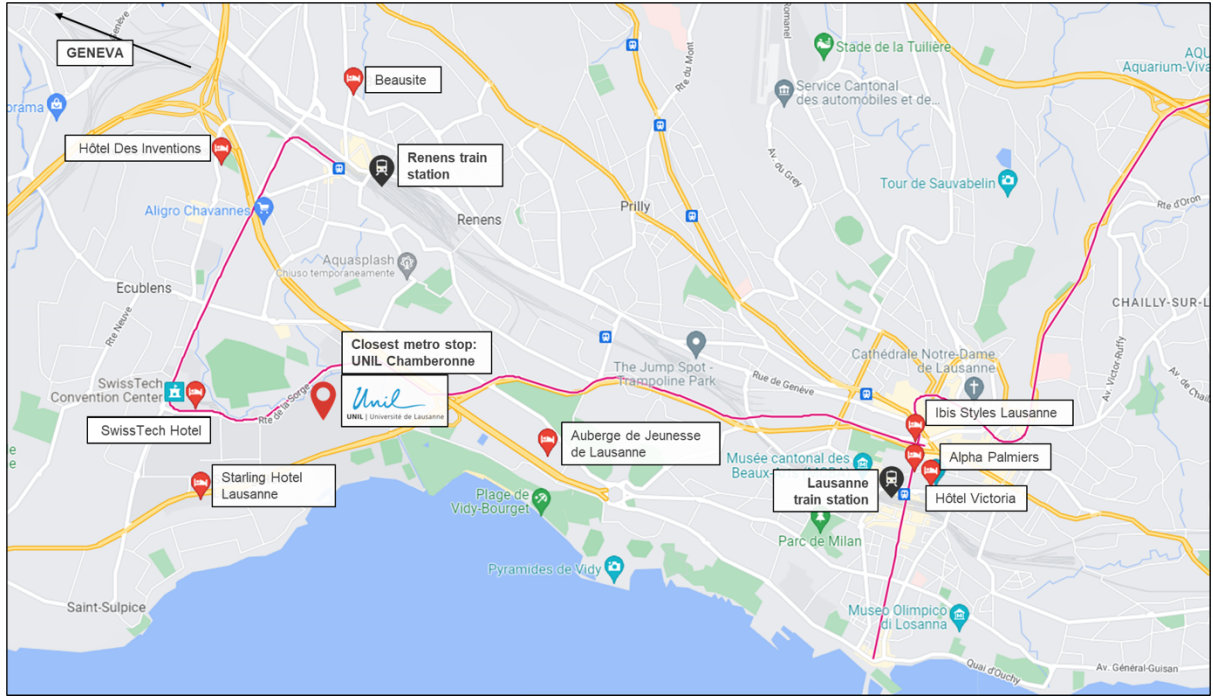 GENEVA
Genève
Beausite
Romanel
Rte du Mont
Stade de la Tuilière
AQU
Aquarium-Viva
orama
Service Cantonal
des automobiles et de...
Hôtel Des Inventions
Renens train
station
Av. du Grey
Tour de Sauvabelin
Rte d'Oron
Aligro Chavannes
Renens
Prilly
Aquasplash
Chiuso temporaneamente
Ecublens
Rte Neuve
CHAILLY-SUR-L
Closest metro stop:
UNIL Chamberonne
The Jump Spot -
Trampoline Park
Cathédrale Notre-Dame
de Lausanne
Av. Victor-Ruffy
Av. de Chail
Rue de Genève
SwissTech
Convention Center
Rte de la Sorge
Unil
UNIL | Université de Lausanne
SwissTech Hotel
Ibis Styles Lausanne
Auberge de Jeunesse
de Lausanne
Musée cantonal des
Beaux-Arts (MCBA)
Alpha Palmiers
Starling Hotel
Lausanne
Lausanne
train station
Hôtel Victoria
Plage de
Vidy-Bourget
Parc de Milan
Pyramides de Vidy
Saint-Sulpice
Museo Olimpico
di Losanna
Quai d'Ouchy
Av. Général-Guisan